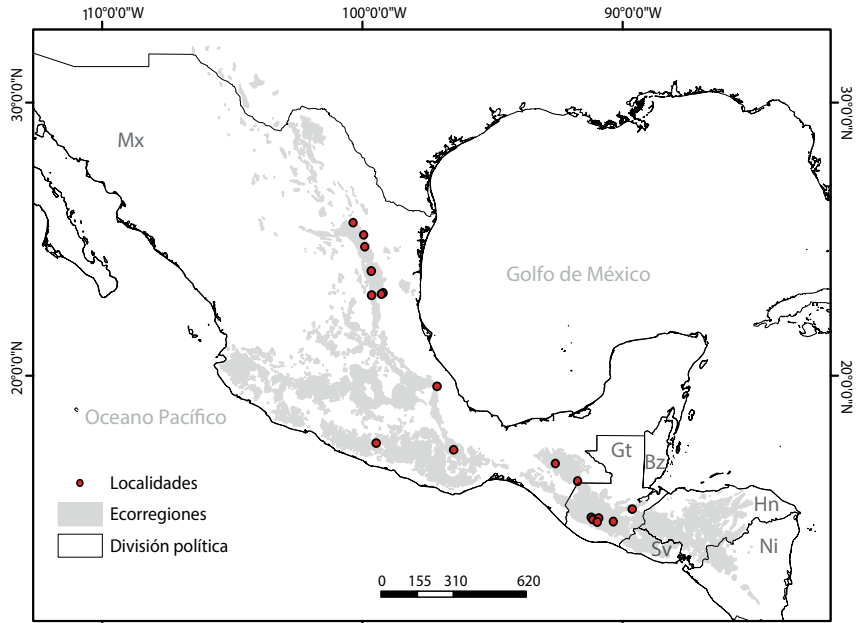 110°0'0"W 100°0'0"W 90°0'0"W
30°0'0"N 30°0'0"N
Mx
Golfo de México
20°0'0"N 20°0'0"N
Oceano Pacífico
Gt
Bz
Localidades
Ecorregiones
Hn
División política
Sv
Ni
0 155 310 620